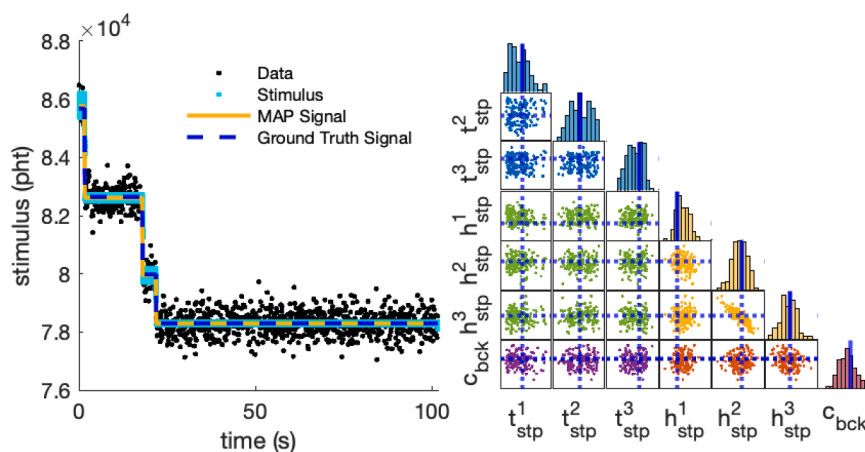 ×10⁴
8.8
8.6
8.4
8.2
8
7.8
7.6
stimulus (pht)
0
50
100
time (s)
Data
Stimulus
MAP Signal
Ground Truth Signal
t²stp
t³stp
h¹stp
h²stp
h³stp
c_bck
t¹stp
t²stp
t³stp
h¹stp
h²stp
h³stp
c_bck